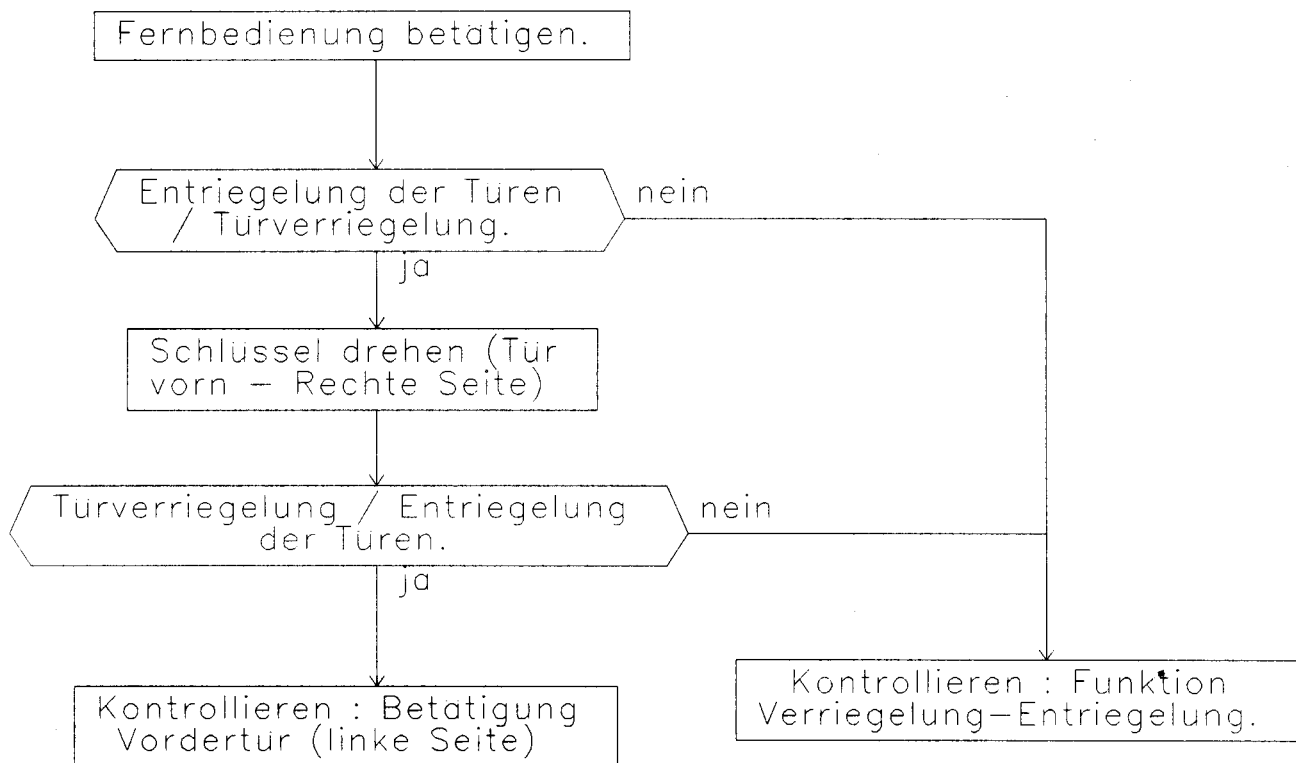 Fernbedienung betätigen.
Entriegelung der Türen
/ Türverriegelung.
nein
ja
Schlüssel drehen (Tür
vorn – Rechte Seite)
Türverriegelung / Entriegelung
der Türen.
nein
ja
Kontrollieren : Betätigung
Vordertür (linke Seite)
Kontrollieren : Funktion
Verriegelung–Entriegelung.